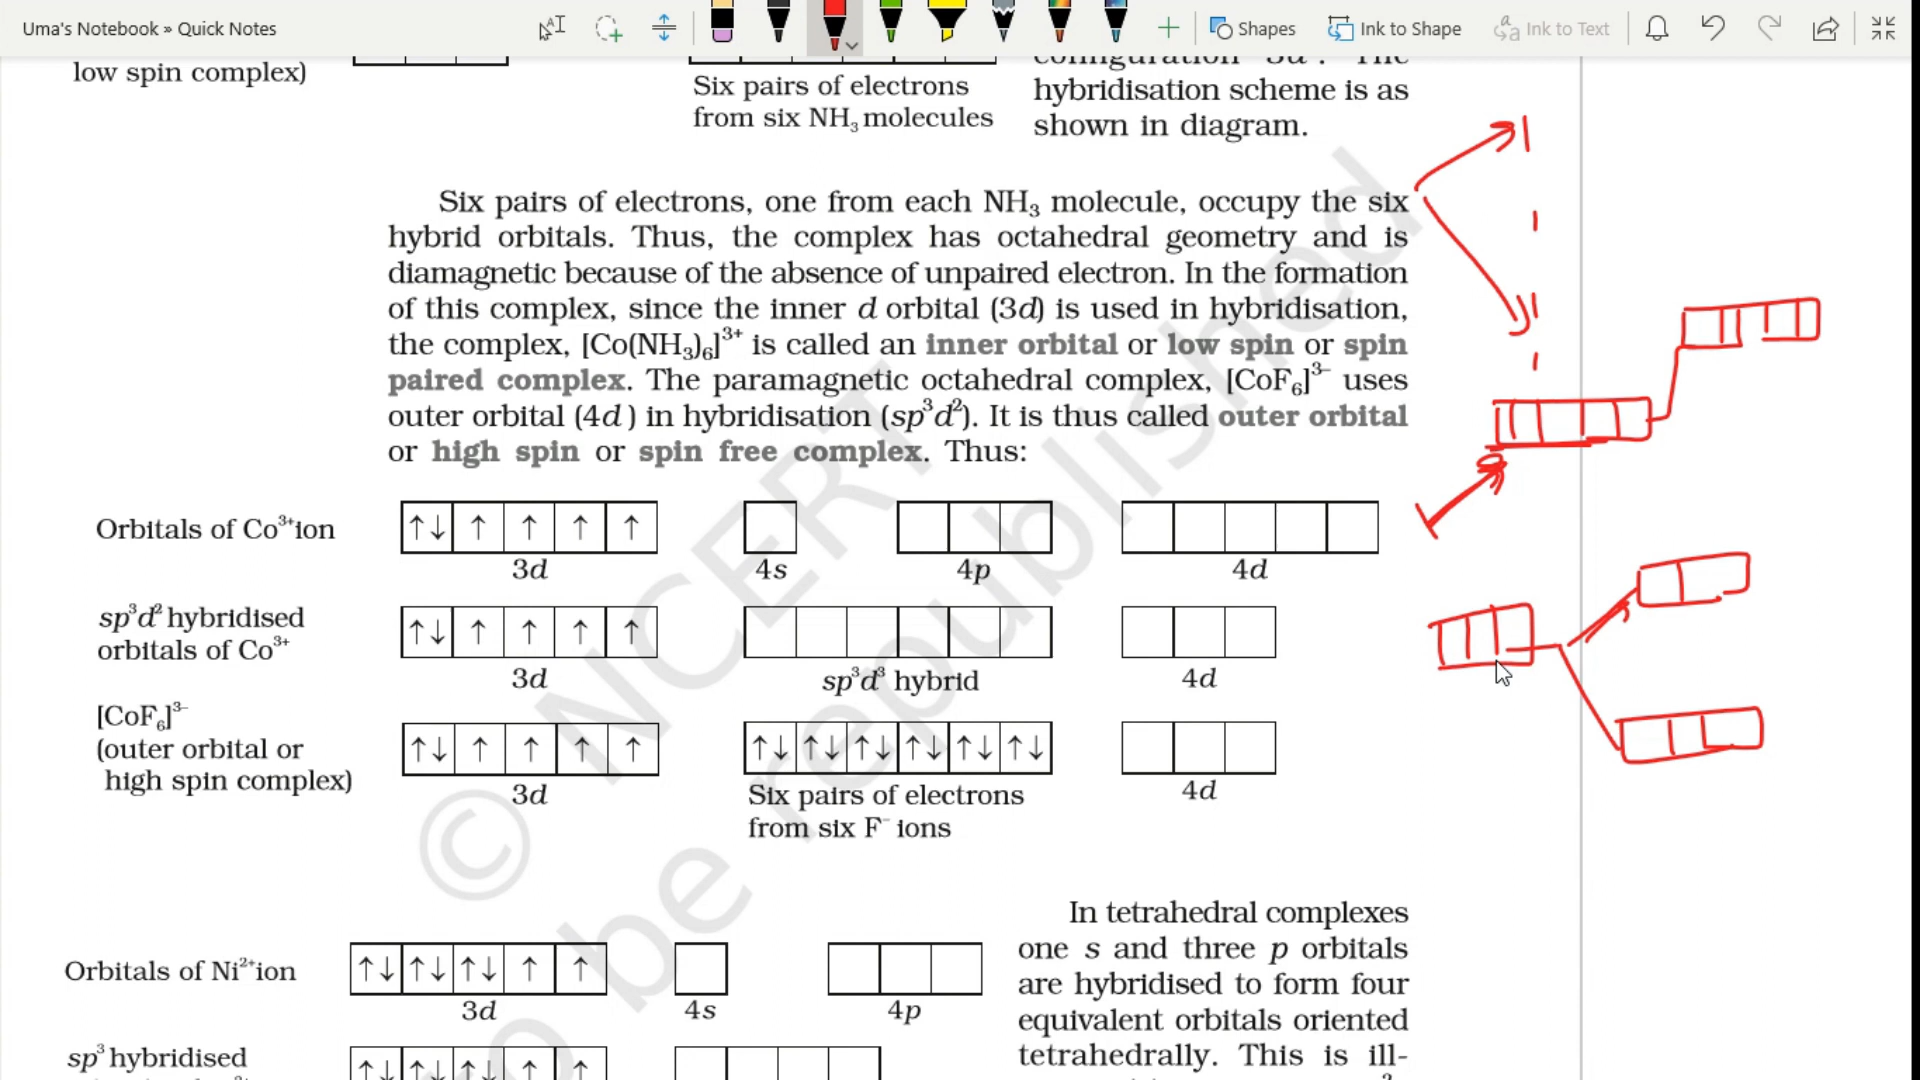 Uma's Notebook » Quick Notes
Shapes
Ink to Shape
Ink to Text
low spin complex)
Six pairs of electrons
from six NH₃ molecules
hybridisation scheme is as
shown in diagram.
Six pairs of electrons, one from each NH₃ molecule, occupy the six
hybrid orbitals. Thus, the complex has octahedral geometry and is
diamagnetic because of the absence of unpaired electron. In the formation
of this complex, since the inner d orbital (3d) is used in hybridisation,
the complex, [Co(NH₃)₆]³⁺ is called an inner orbital or low spin or spin
paired complex. The paramagnetic octahedral complex, [CoF₆]³⁻ uses
outer orbital (4d) in hybridisation (sp³d²). It is thus called outer orbital
or high spin or spin free complex. Thus:
Orbitals of Co³⁺ion
↑↓ ↑ ↑ ↑ ↑
3d 4s 4p 4d
sp³d² hybridised
orbitals of Co³⁺
↑↓ ↑ ↑ ↑ ↑
3d sp³d³ hybrid 4d
[CoF₆]³⁻
(outer orbital or
high spin complex)
↑↓ ↑ ↑ ↑ ↑ ↑↓ ↑↓ ↑↓ ↑↓ ↑↓ ↑↓
3d 4d
Six pairs of electrons
from six F⁻ ions
Orbitals of Ni²⁺ion
↑↓ ↑↓ ↑↓ ↑ ↑
3d 4s 4p
sp³ hybridised
In tetrahedral complexes
one s and three p orbitals
are hybridised to form four
equivalent orbitals oriented
tetrahedrally. This is ill-
© NCERT
to be republished